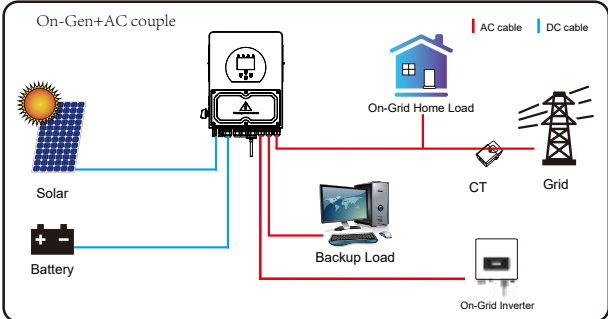 On-Gen+AC couple
AC cable
DC cable
On-Grid Home Load
Solar
CT
Grid
Battery
Backup Load
On-Grid Inverter